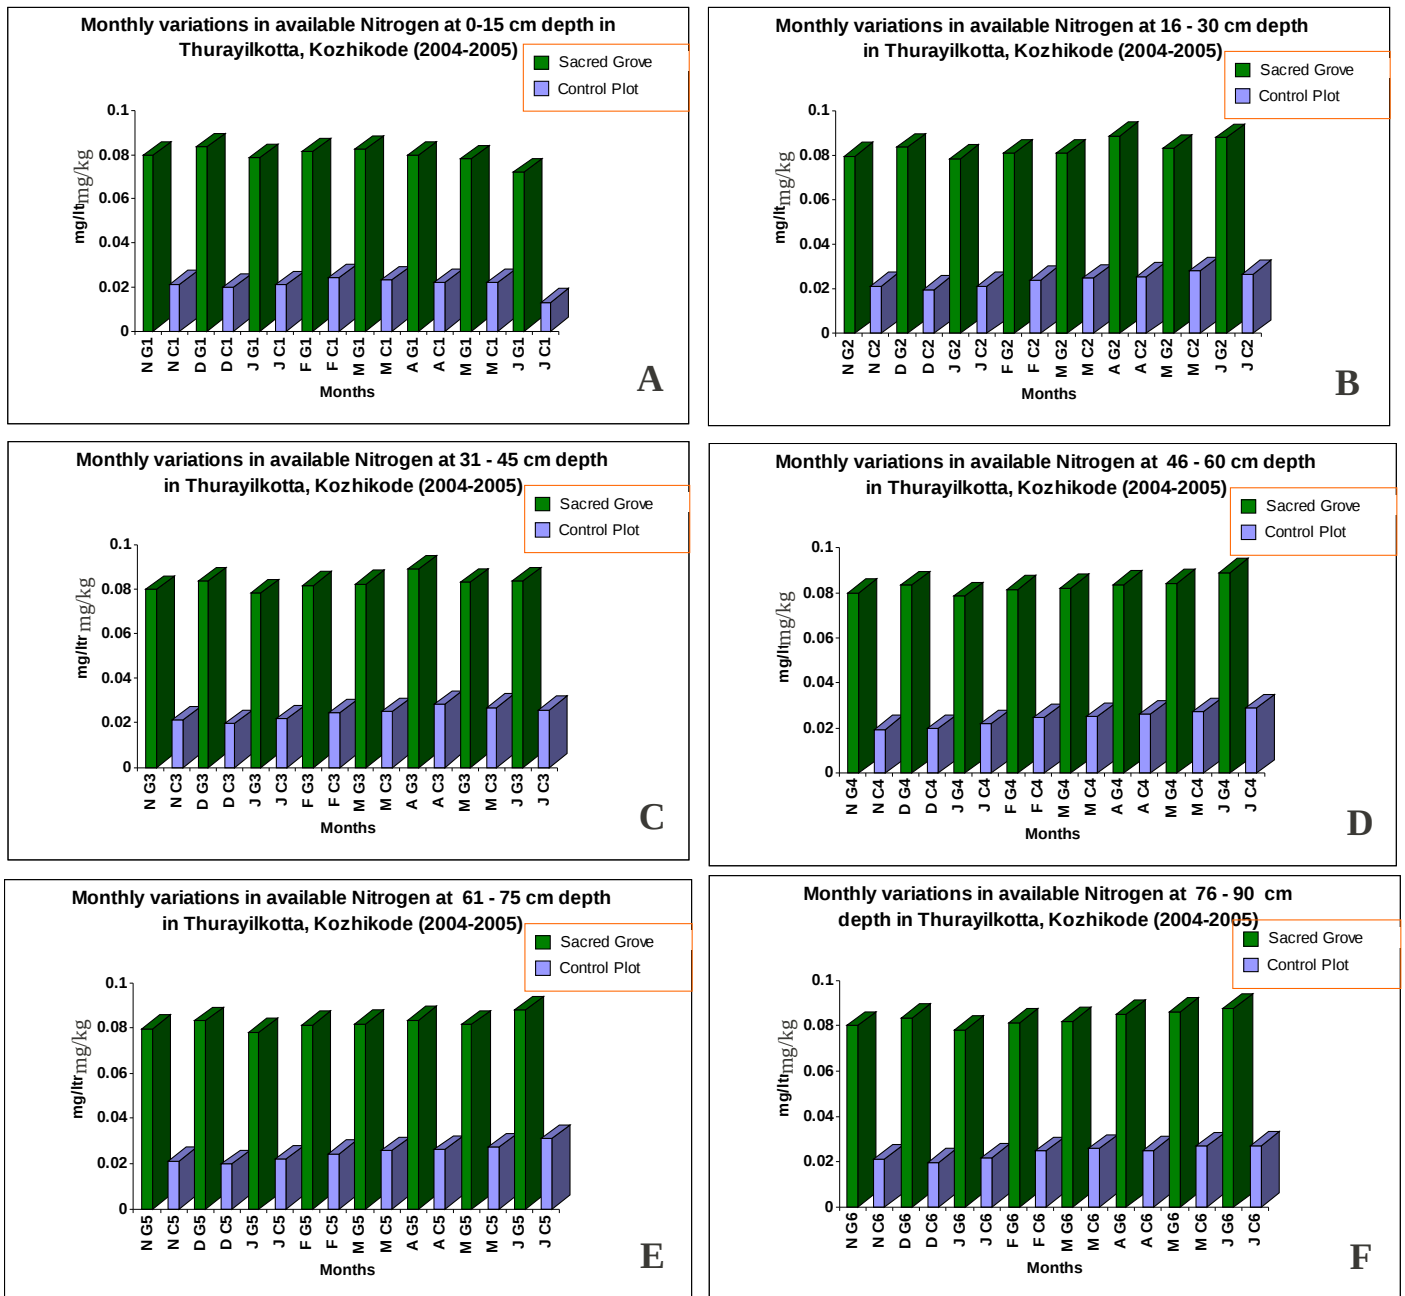 Monthly variations in available Nitrogen at 0-15 cm depth in
Thurayilkotta, Kozhikode (2004-2005)
Sacred Grove
Control Plot
0.1
0.08
0.06
0.04
0.02
0
mg/lt mg/kg
N G1
N C1
D G1
D C1
J G1
J C1
F G1
F C1
M G1
M C1
A G1
A C1
M G1
M C1
J G1
J C1
Months
A
Monthly variations in available Nitrogen at 16 - 30 cm depth
in Thurayilkotta, Kozhikode (2004-2005)
Sacred Grove
Control Plot
0.1
0.08
0.06
0.04
0.02
0
mg/lt mg/kg
N G2
N C2
D G2
D C2
J G2
J C2
F G2
F C2
M G2
M C2
A G2
A C2
M G2
M C2
J G2
J C2
Months
B
Monthly variations in available Nitrogen at 31 - 45 cm depth
in Thurayilkotta, Kozhikode (2004-2005)
Sacred Grove
Control Plot
0.1
0.08
0.06
0.04
0.02
0
mg/ltr mg/kg
N G3
N C3
D G3
D C3
J G3
J C3
F G3
F C3
M G3
M C3
A G3
A C3
M G3
M C3
J G3
J C3
Months
C
Monthly variations in available Nitrogen at 46 - 60 cm depth
in Thurayilkotta, Kozhikode (2004-2005)
Sacred Grove
Control Plot
0.1
0.08
0.06
0.04
0.02
0
mg/lt mg/kg
N G4
N C4
D G4
D C4
J G4
J C4
F G4
F C4
M G4
M C4
A G4
A C4
M G4
M C4
J G4
J C4
Months
D
Monthly variations in available Nitrogen at 61 - 75 cm depth
in Thurayilkotta, Kozhikode (2004-2005)
Sacred Grove
Control Plot
0.1
0.08
0.06
0.04
0.02
0
mg/ltr mg/kg
N G5
N C5
D G5
D C5
J G5
J C5
F G5
F C5
M G5
M C5
A G5
A C5
M G5
M C5
J G5
J C5
Months
E
Monthly variations in available Nitrogen at 76 - 90 cm
depth in Thurayilkotta, Kozhikode (2004-2005)
Sacred Grove
Control Plot
0.1
0.08
0.06
0.04
0.02
0
mg/lt mg/kg
N G6
N C6
D G6
D C6
J G6
J C6
F G6
F C6
M G6
M C6
A G6
A C6
M G6
M C6
J G6
J C6
Months
F